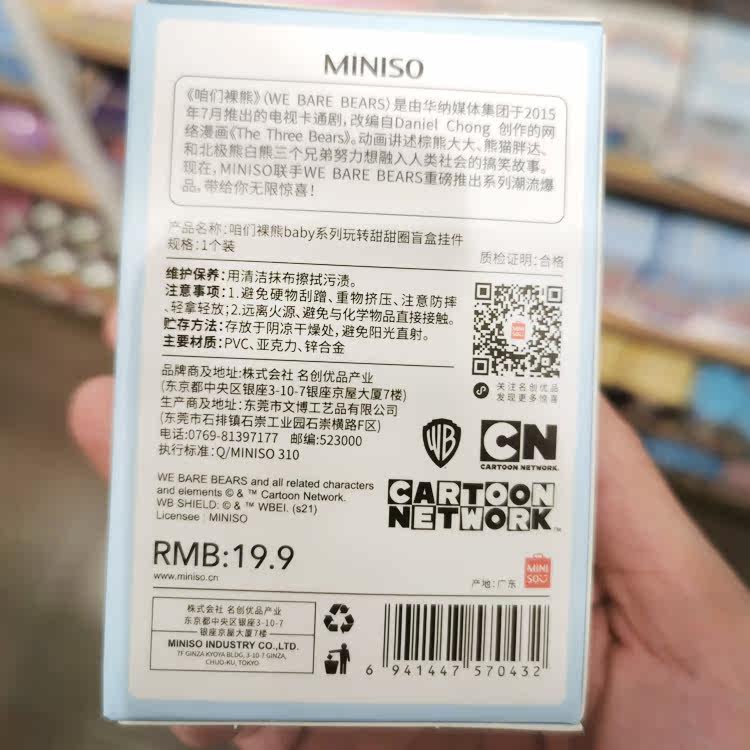 MINISO
《咱们裸熊》(WE BARE BEARS)是由华纳媒体集团于2015
年7月推出的电视卡通剧,改编自Daniel Chong 创作的网
络漫画《The Three Bears》。动画讲述棕熊大大、熊猫胖达、
和北极熊白熊三个兄弟努力想融入人类社会的搞笑故事。
现在,MINISO联手WE BARE BEARS重磅推出系列潮流爆
品。带给你无限惊喜!
产品名称:咱们裸熊baby系列玩转甜甜圈盲盒挂件
规格:1个装
质检证明:合格
维护保养:用清洁抹布擦拭污渍。
注意事项:1.避免硬物刮蹭、重物挤压、注意防摔
、轻拿轻放;2.远离火源、避免与化学物品直接接触。
贮存方法:存放于阴凉干燥处,避免阳光直射。
主要材质:PVC、亚克力、锌合金
MINI
SO
关注名创优品
发现更多惊喜
品牌商及地址:株式会社 名创优品产业
(东京都中央区银座3-10-7银座京屋大厦7楼)
生产商及地址:东莞市文博工艺品有限公司
(东莞市石排镇石崇工业园石崇横路F区)
电话:0769-81397177 邮编:523000
执行标准:Q/MINISO 310
WB
CN
CARTOON NETWORK.
WE BARE BEARS and all related characters
and elements © & ™ Cartoon Network.
WB SHIELD: © & ™ WBEI. (s21)
Licensee : MINISO
CARTOON
NETWORK™
RMB:19.9
www.miniso.cn
MINI
SO
产地:广东
株式会社 名创优品产业
东京都中央区银座3-10-7
银座京屋大厦7楼
MINISO INDUSTRY CO.,LTD.
7F GINZA KYOYA BLDG, 3-10-7 GINZA,
CHUO-KU, TOKYO
6 941447 570432